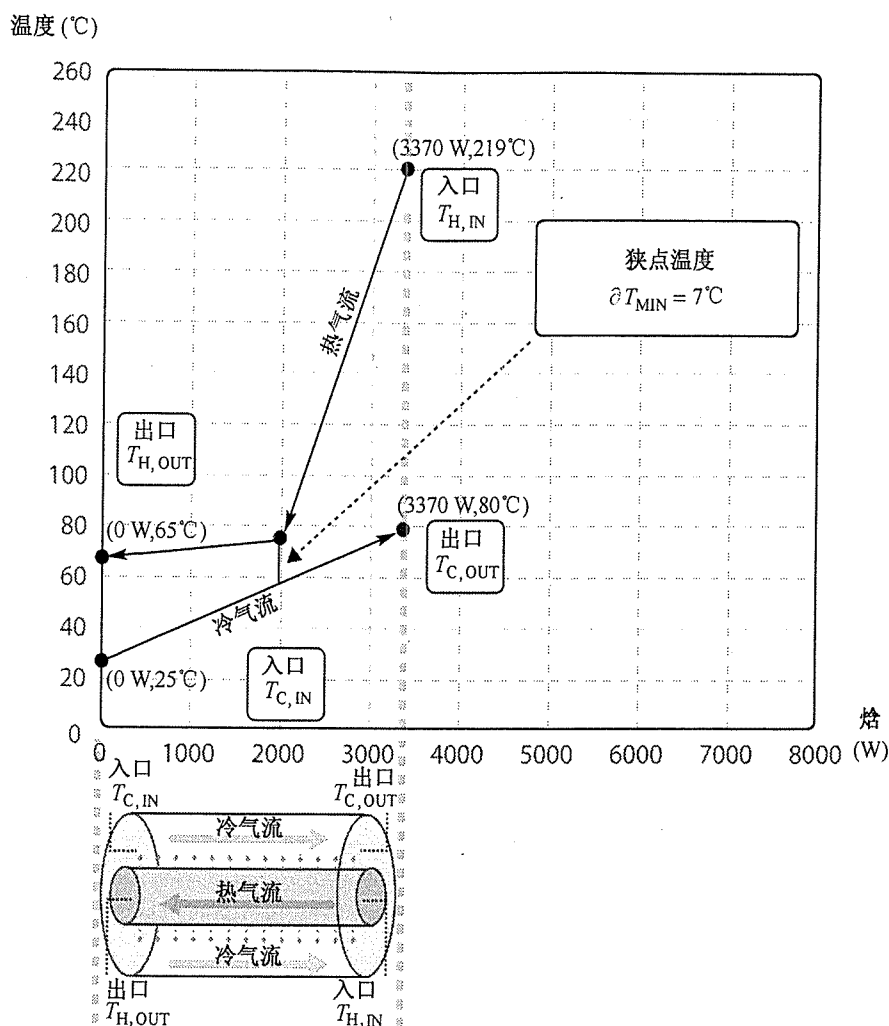 温度 (℃)
260
240
220
200
180
160
140
120
100
80
60
40
20
0
(3370 W,219℃)
入口
T_H, IN
狭点温度
∂T_MIN = 7℃
热气流
出口
T_H, OUT
(0 W,65℃)
(3370 W,80℃)
出口
T_C, OUT
冷气流
(0 W,25℃)
入口
T_C, IN
0 1000 2000 3000 4000 5000 6000 7000 8000
焓
(W)
入口
T_C, IN
出口
T_C, OUT
冷气流
热气流
冷气流
出口
T_H, OUT
入口
T_H, IN